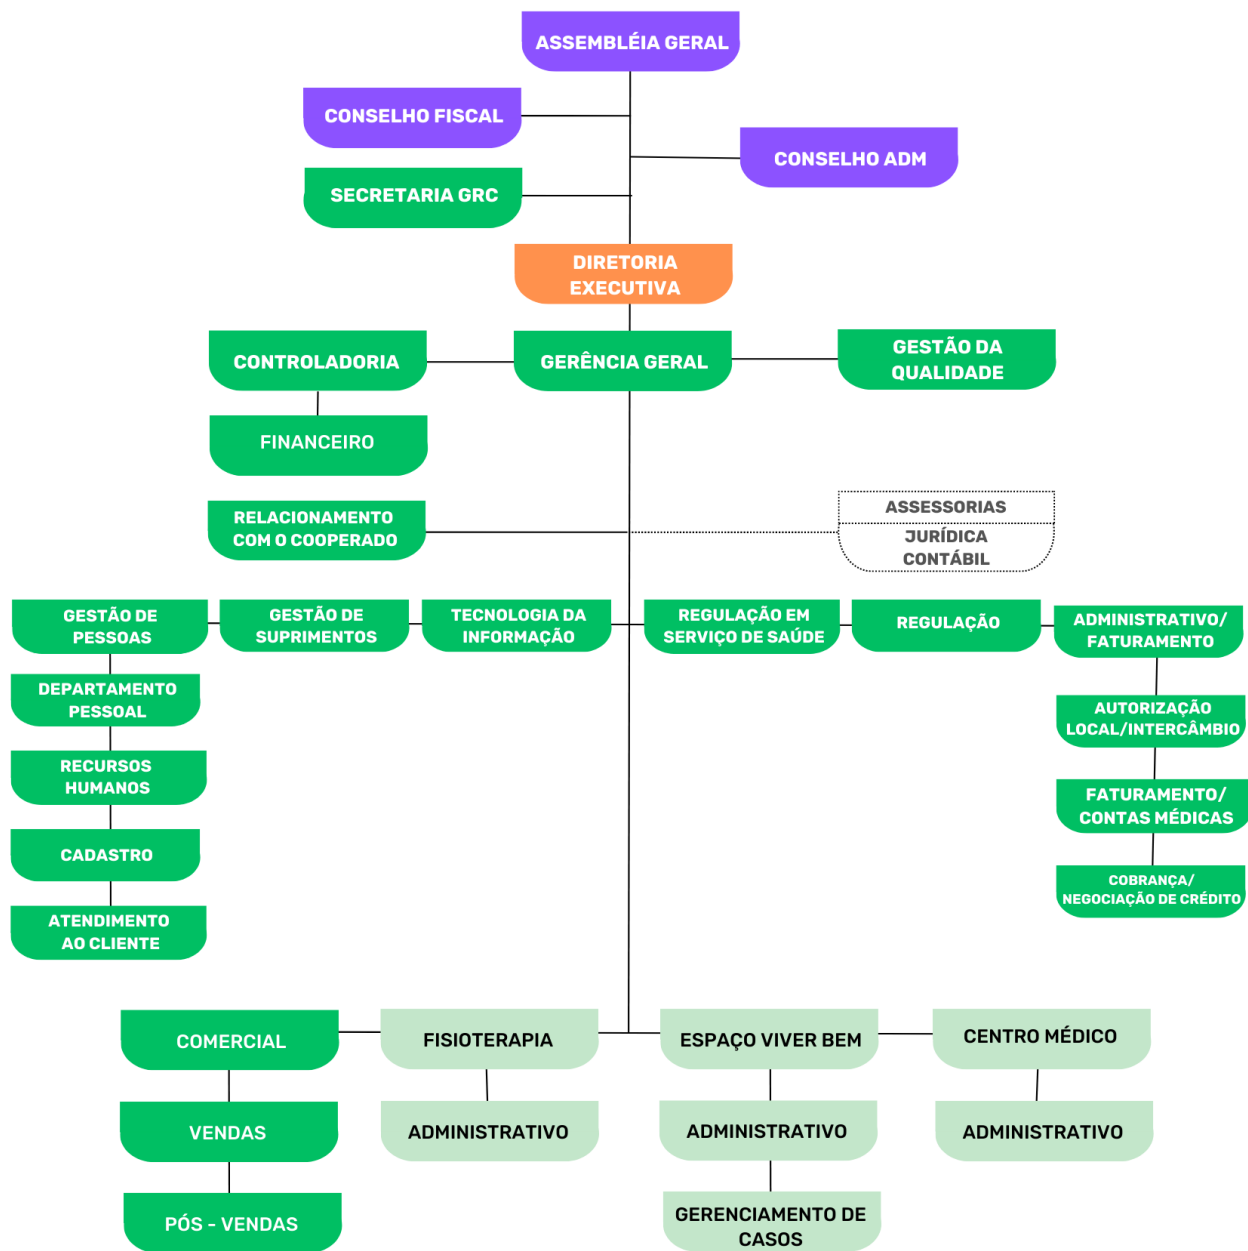 ASSEMBLÉIA GERAL
CONSELHO FISCAL
CONSELHO ADM
SECRETARIA GRC
DIRETORIA
EXECUTIVA
CONTROLADORIA
GERÊNCIA GERAL
GESTÃO DA
QUALIDADE
FINANCEIRO
RELACIONAMENTO
COM O COOPERADO
ASSESSORIAS
JURÍDICA
CONTÁBIL
GESTÃO DE
PESSOAS
GESTÃO DE
SUPRIMENTOS
TECNOLOGIA DA
INFORMAÇÃO
REGULAÇÃO EM
SERVIÇO DE SAÚDE
REGULAÇÃO
ADMINISTRATIVO/
FATURAMENTO
DEPARTAMENTO
PESSOAL
RECURSOS
HUMANOS
CADASTRO
ATENDIMENTO
AO CLIENTE
AUTORIZAÇÃO
LOCAL/INTERCÂMBIO
FATURAMENTO/
CONTAS MÉDICAS
COBRANÇA/
NEGOCIAÇÃO DE CRÉDITO
COMERCIAL
FISIOTERAPIA
ESPAÇO VIVER BEM
CENTRO MÉDICO
VENDAS
ADMINISTRATIVO
ADMINISTRATIVO
ADMINISTRATIVO
PÓS - VENDAS
GERENCIAMENTO DE
CASOS